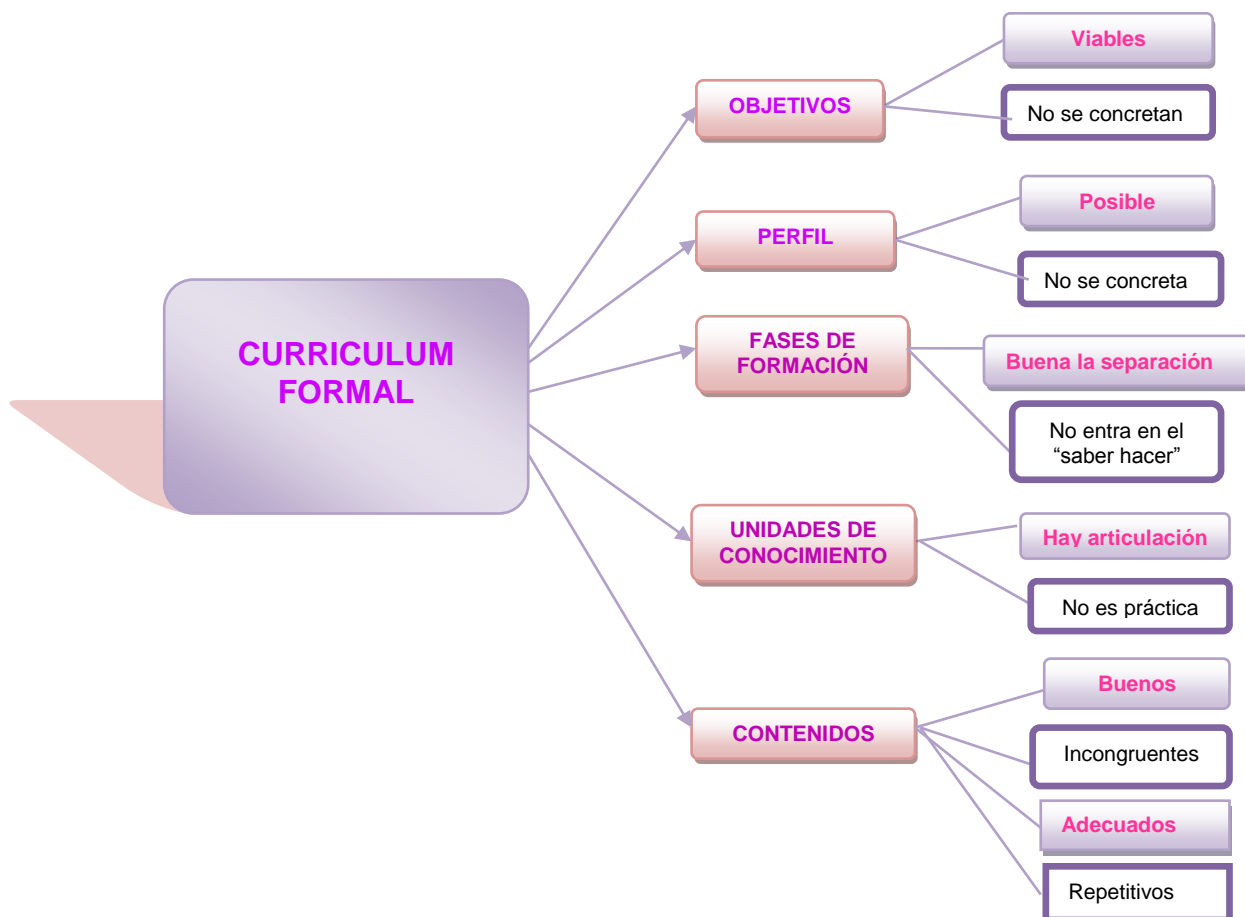 CURRICULUM
FORMAL
OBJETIVOS
Viables
No se concretan
PERFIL
Posible
No se concreta
FASES DE
FORMACIÓN
Buena la separación
No entra en el
“saber hacer”
UNIDADES DE
CONOCIMIENTO
Hay articulación
No es práctica
CONTENIDOS
Buenos
Incongruentes
Adecuados
Repetitivos